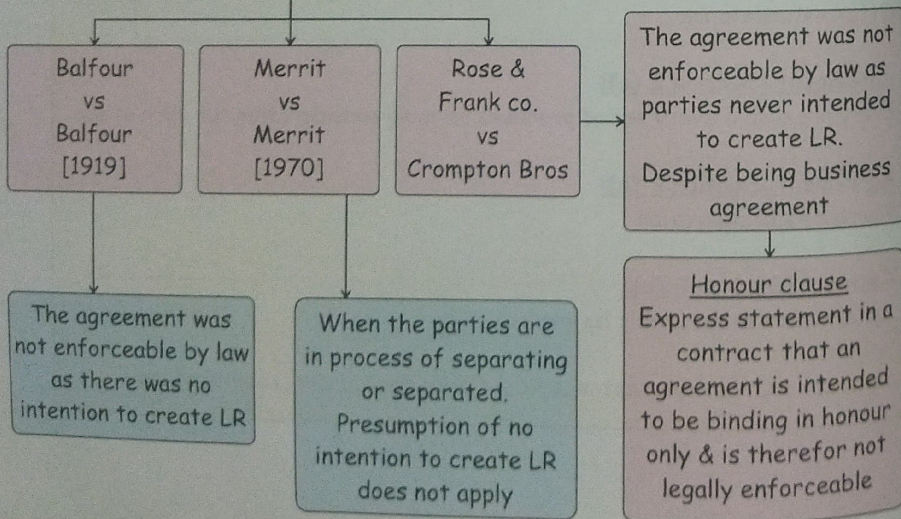 Balfour
vs
Balfour
[1919]
Merrit
vs
Merrit
[1970]
Rose &
Frank co.
vs
Crompton Bros
The agreement was not
enforceable by law as
parties never intended
to create LR.
Despite being business
agreement
The agreement was
not enforceable by law
as there was no
intention to create LR
When the parties are
in process of separating
or separated.
Presumption of no
intention to create LR
does not apply
Honour clause
Express statement in a
contract that an
agreement is intended
to be binding in honour
only & is therefor not
legally enforceable